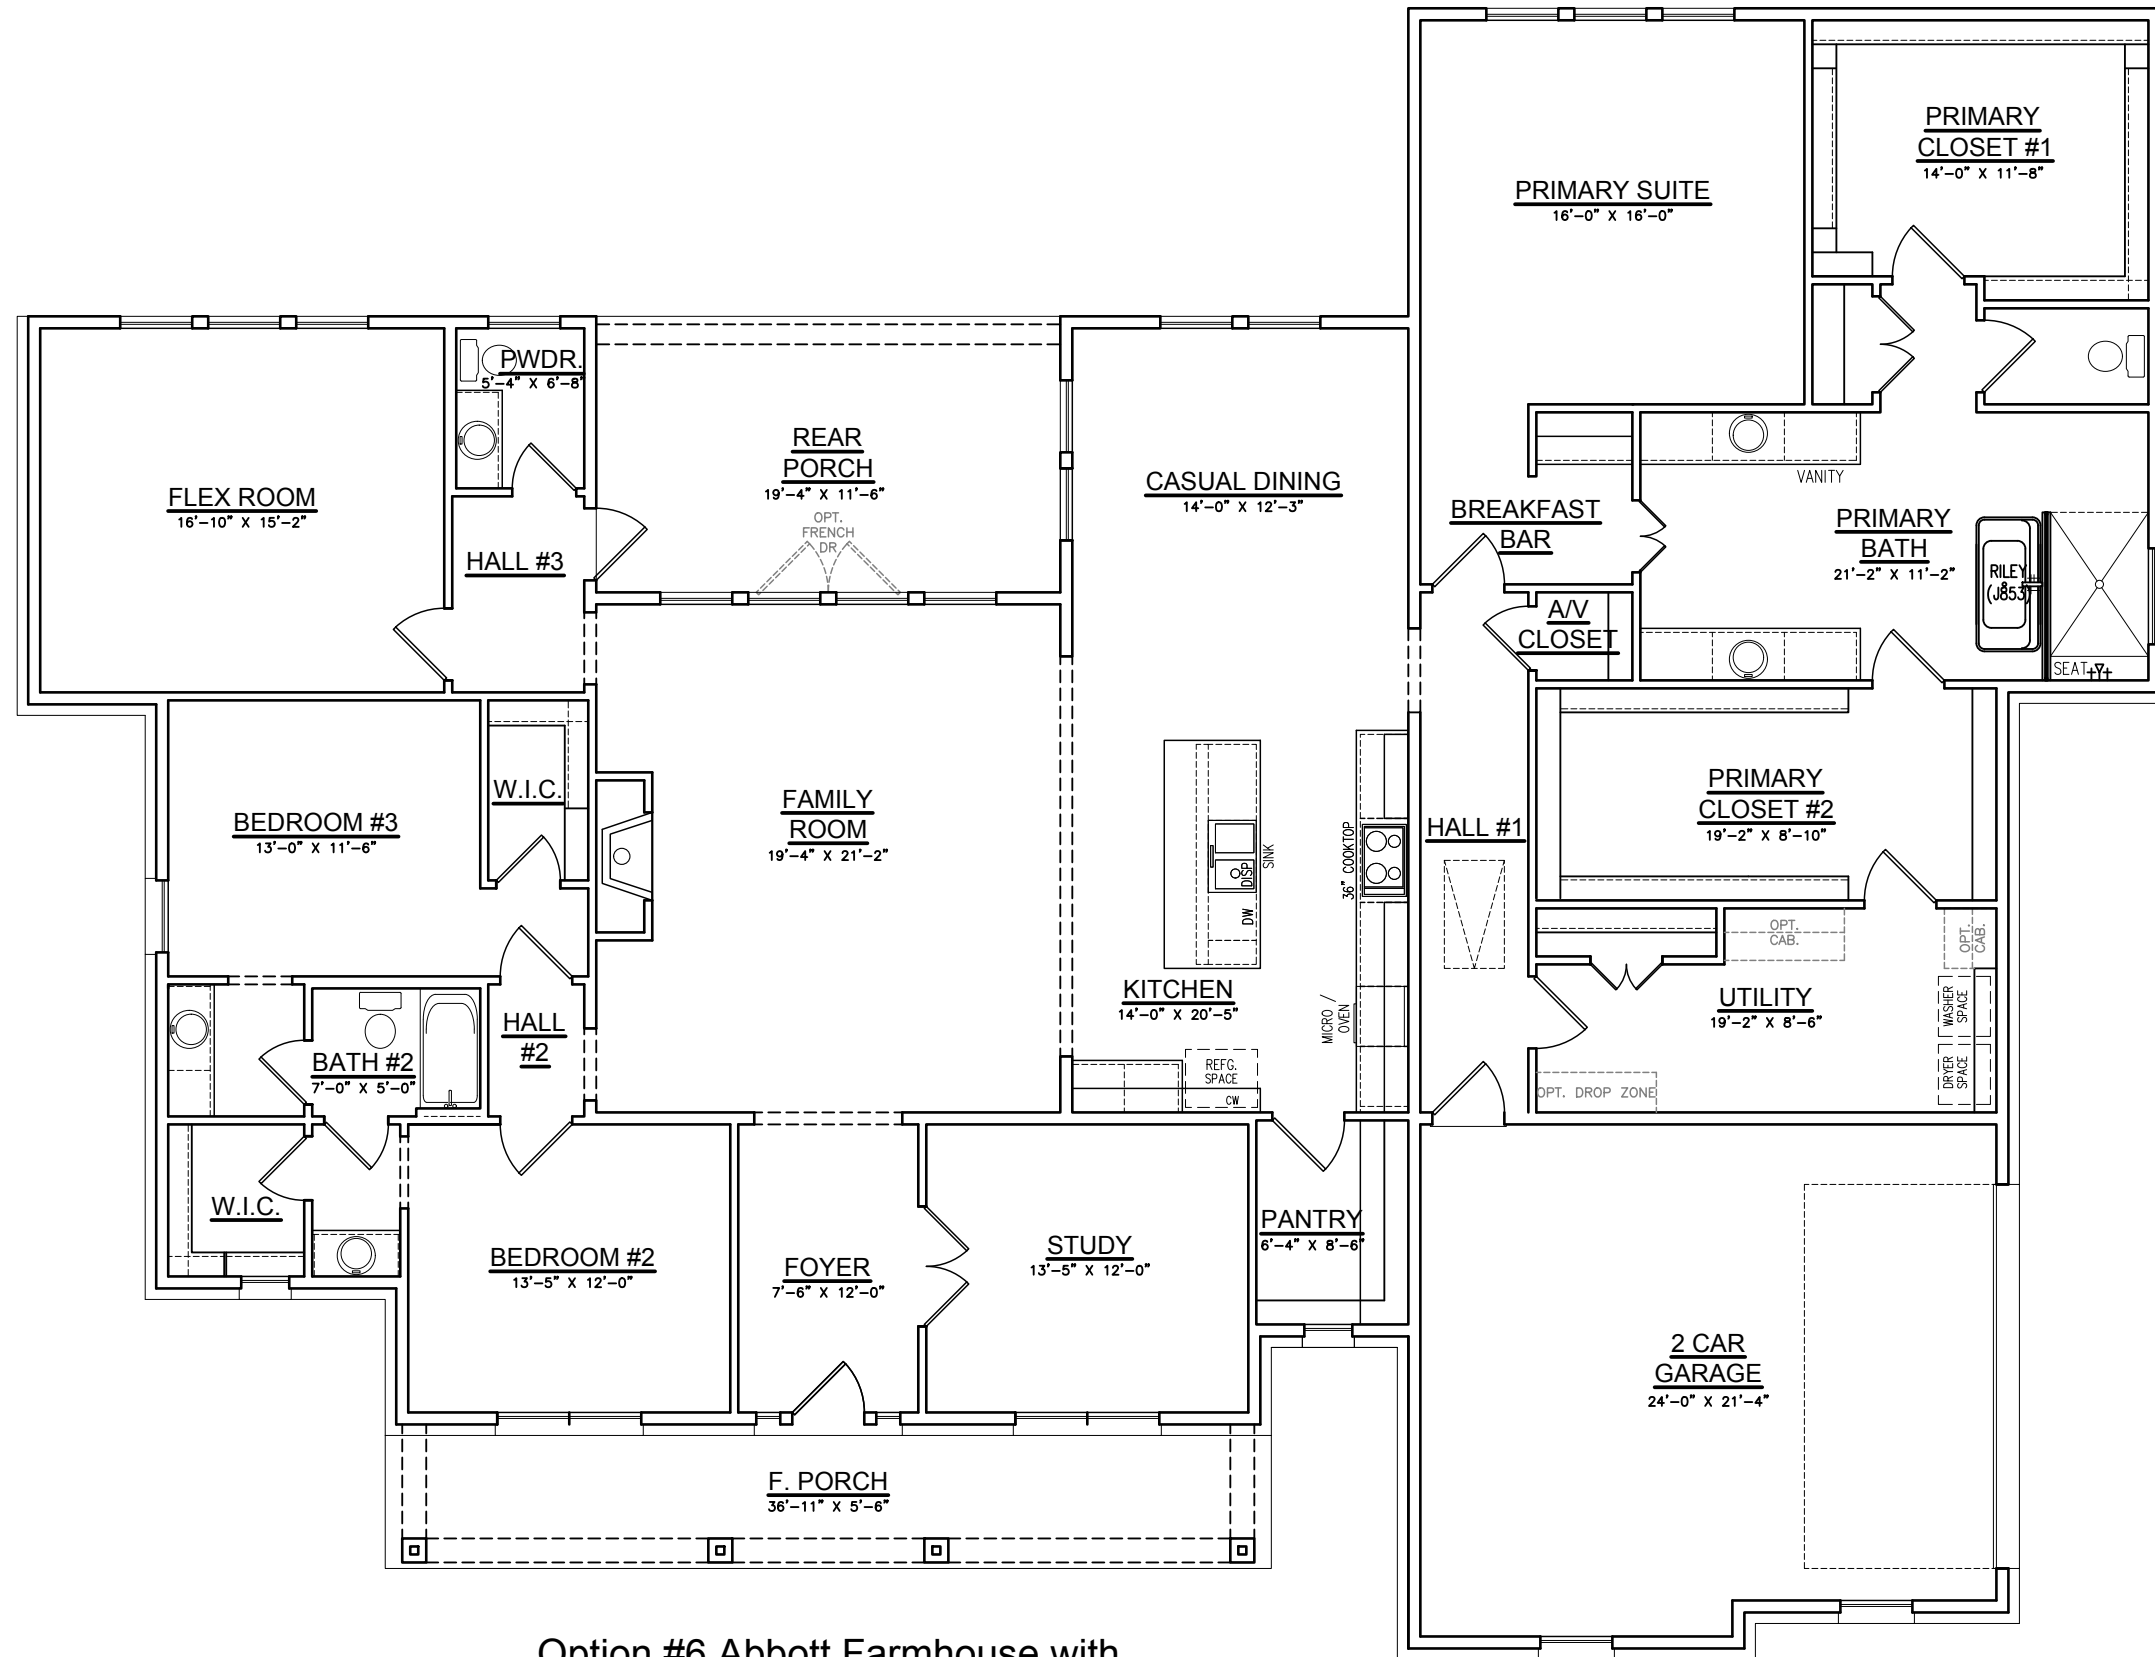 PRIMARY
CLOSET #1
14'-0" X 11'-8"
PRIMARY SUITE
16'-0" X 16'-0"
PWDR.
5'-4" X 6'-8"
REAR
PORCH
19'-4" X 11'-6"
OPT.
FRENCH
DR
CASUAL DINING
14'-0" X 12'-3"
FLEX ROOM
16'-10" X 15'-2"
HALL #3
BREAKFAST
BAR
VANITY
PRIMARY
BATH
21'-2" X 11'-2"
RILEY
(J853)
SEAT
A/V
CLOSET
W.I.C.
BEDROOM #3
13'-0" X 11'-6"
FAMILY
ROOM
19'-4" X 21'-2"
SINK
DISP
DW
36" COOKTOP
HALL #1
PRIMARY
CLOSET #2
19'-2" X 8'-10"
OPT.
CAB.
OPT.
CAB.
KITCHEN
14'-0" X 20'-5"
MICRO /
OVEN
UTILITY
19'-2" X 8'-6"
WASHER
SPACE
DRYER
SPACE
HALL
#2
BATH #2
7'-0" X 5'-0"
REFG.
SPACE
CW
OPT. DROP ZONE
W.I.C.
BEDROOM #2
13'-5" X 12'-0"
FOYER
7'-6" X 12'-0"
STUDY
13'-5" X 12'-0"
PANTRY
6'-4" X 8'-6"
2 CAR
GARAGE
24'-0" X 21'-4"
F. PORCH
36'-11" X 5'-6"
Option #6 Abbott Farmhouse with